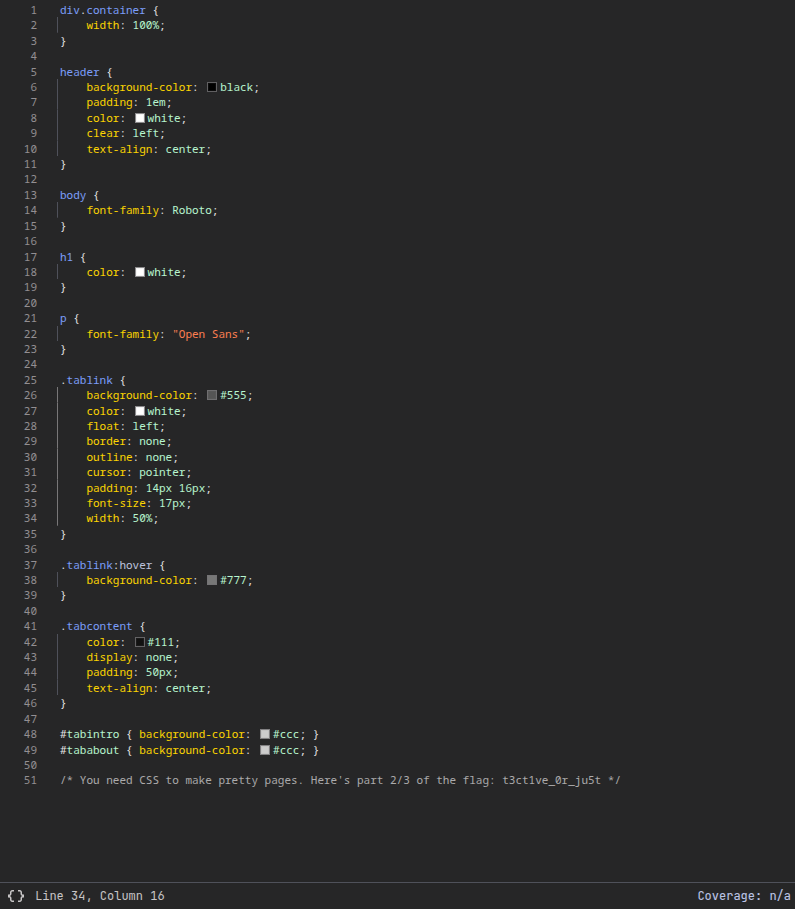 1 div.container {
2     width: 100%;
3 }
4
5 header {
6     background-color: black;
7     padding: 1em;
8     color: white;
9     clear: left;
10     text-align: center;
11 }
12
13 body {
14     font-family: Roboto;
15 }
16
17 h1 {
18     color: white;
19 }
20
21 p {
22     font-family: "Open Sans";
23 }
24
25 .tablink {
26     background-color: #555;
27     color: white;
28     float: left;
29     border: none;
30     outline: none;
31     cursor: pointer;
32     padding: 14px 16px;
33     font-size: 17px;
34     width: 50%;
35 }
36
37 .tablink:hover {
38     background-color: #777;
39 }
40
41 .tabcontent {
42     color: #111;
43     display: none;
44     padding: 50px;
45     text-align: center;
46 }
47
48 #tabintro { background-color: #ccc; }
49 #tababout { background-color: #ccc; }
50
51 /* You need CSS to make pretty pages. Here's part 2/3 of the flag: t3ct1ve_0r_ju5t */
{} Line 34, Column 16 Coverage: n/a